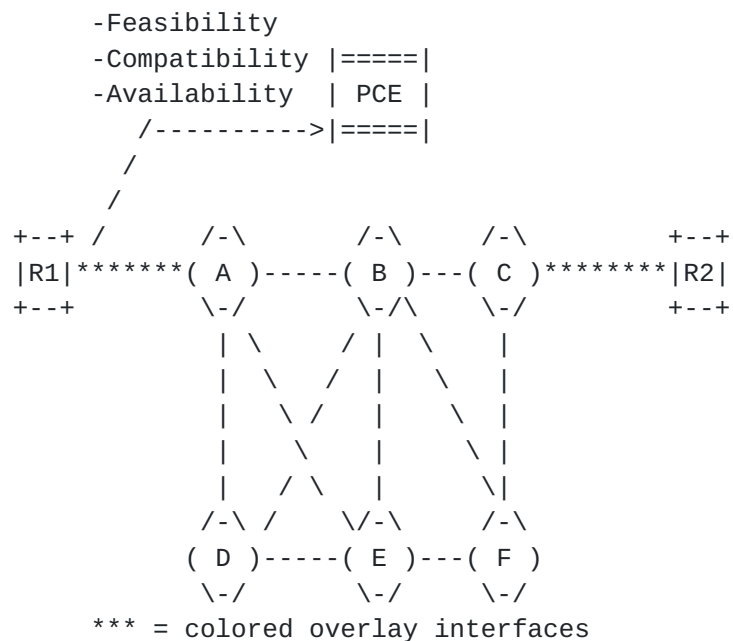 -Feasibility
-Compatibility |=====|
-Availability | PCE |
/---------->|=====|
/
/
+--+ / /-\ /-\ /-\ +--+
|R1|*******( A )-----( B )---( C )********|R2|
+--+ \-/ \-/\ \-/ +--+
| \ / | \ |
| \ / | \ |
| \ / | \ |
| \ | \ |
| / \ | \|
/-\ / \/-\ /-\
( D )-----( E )---( F )
\-/ \-/ \-/
*** = colored overlay interfaces